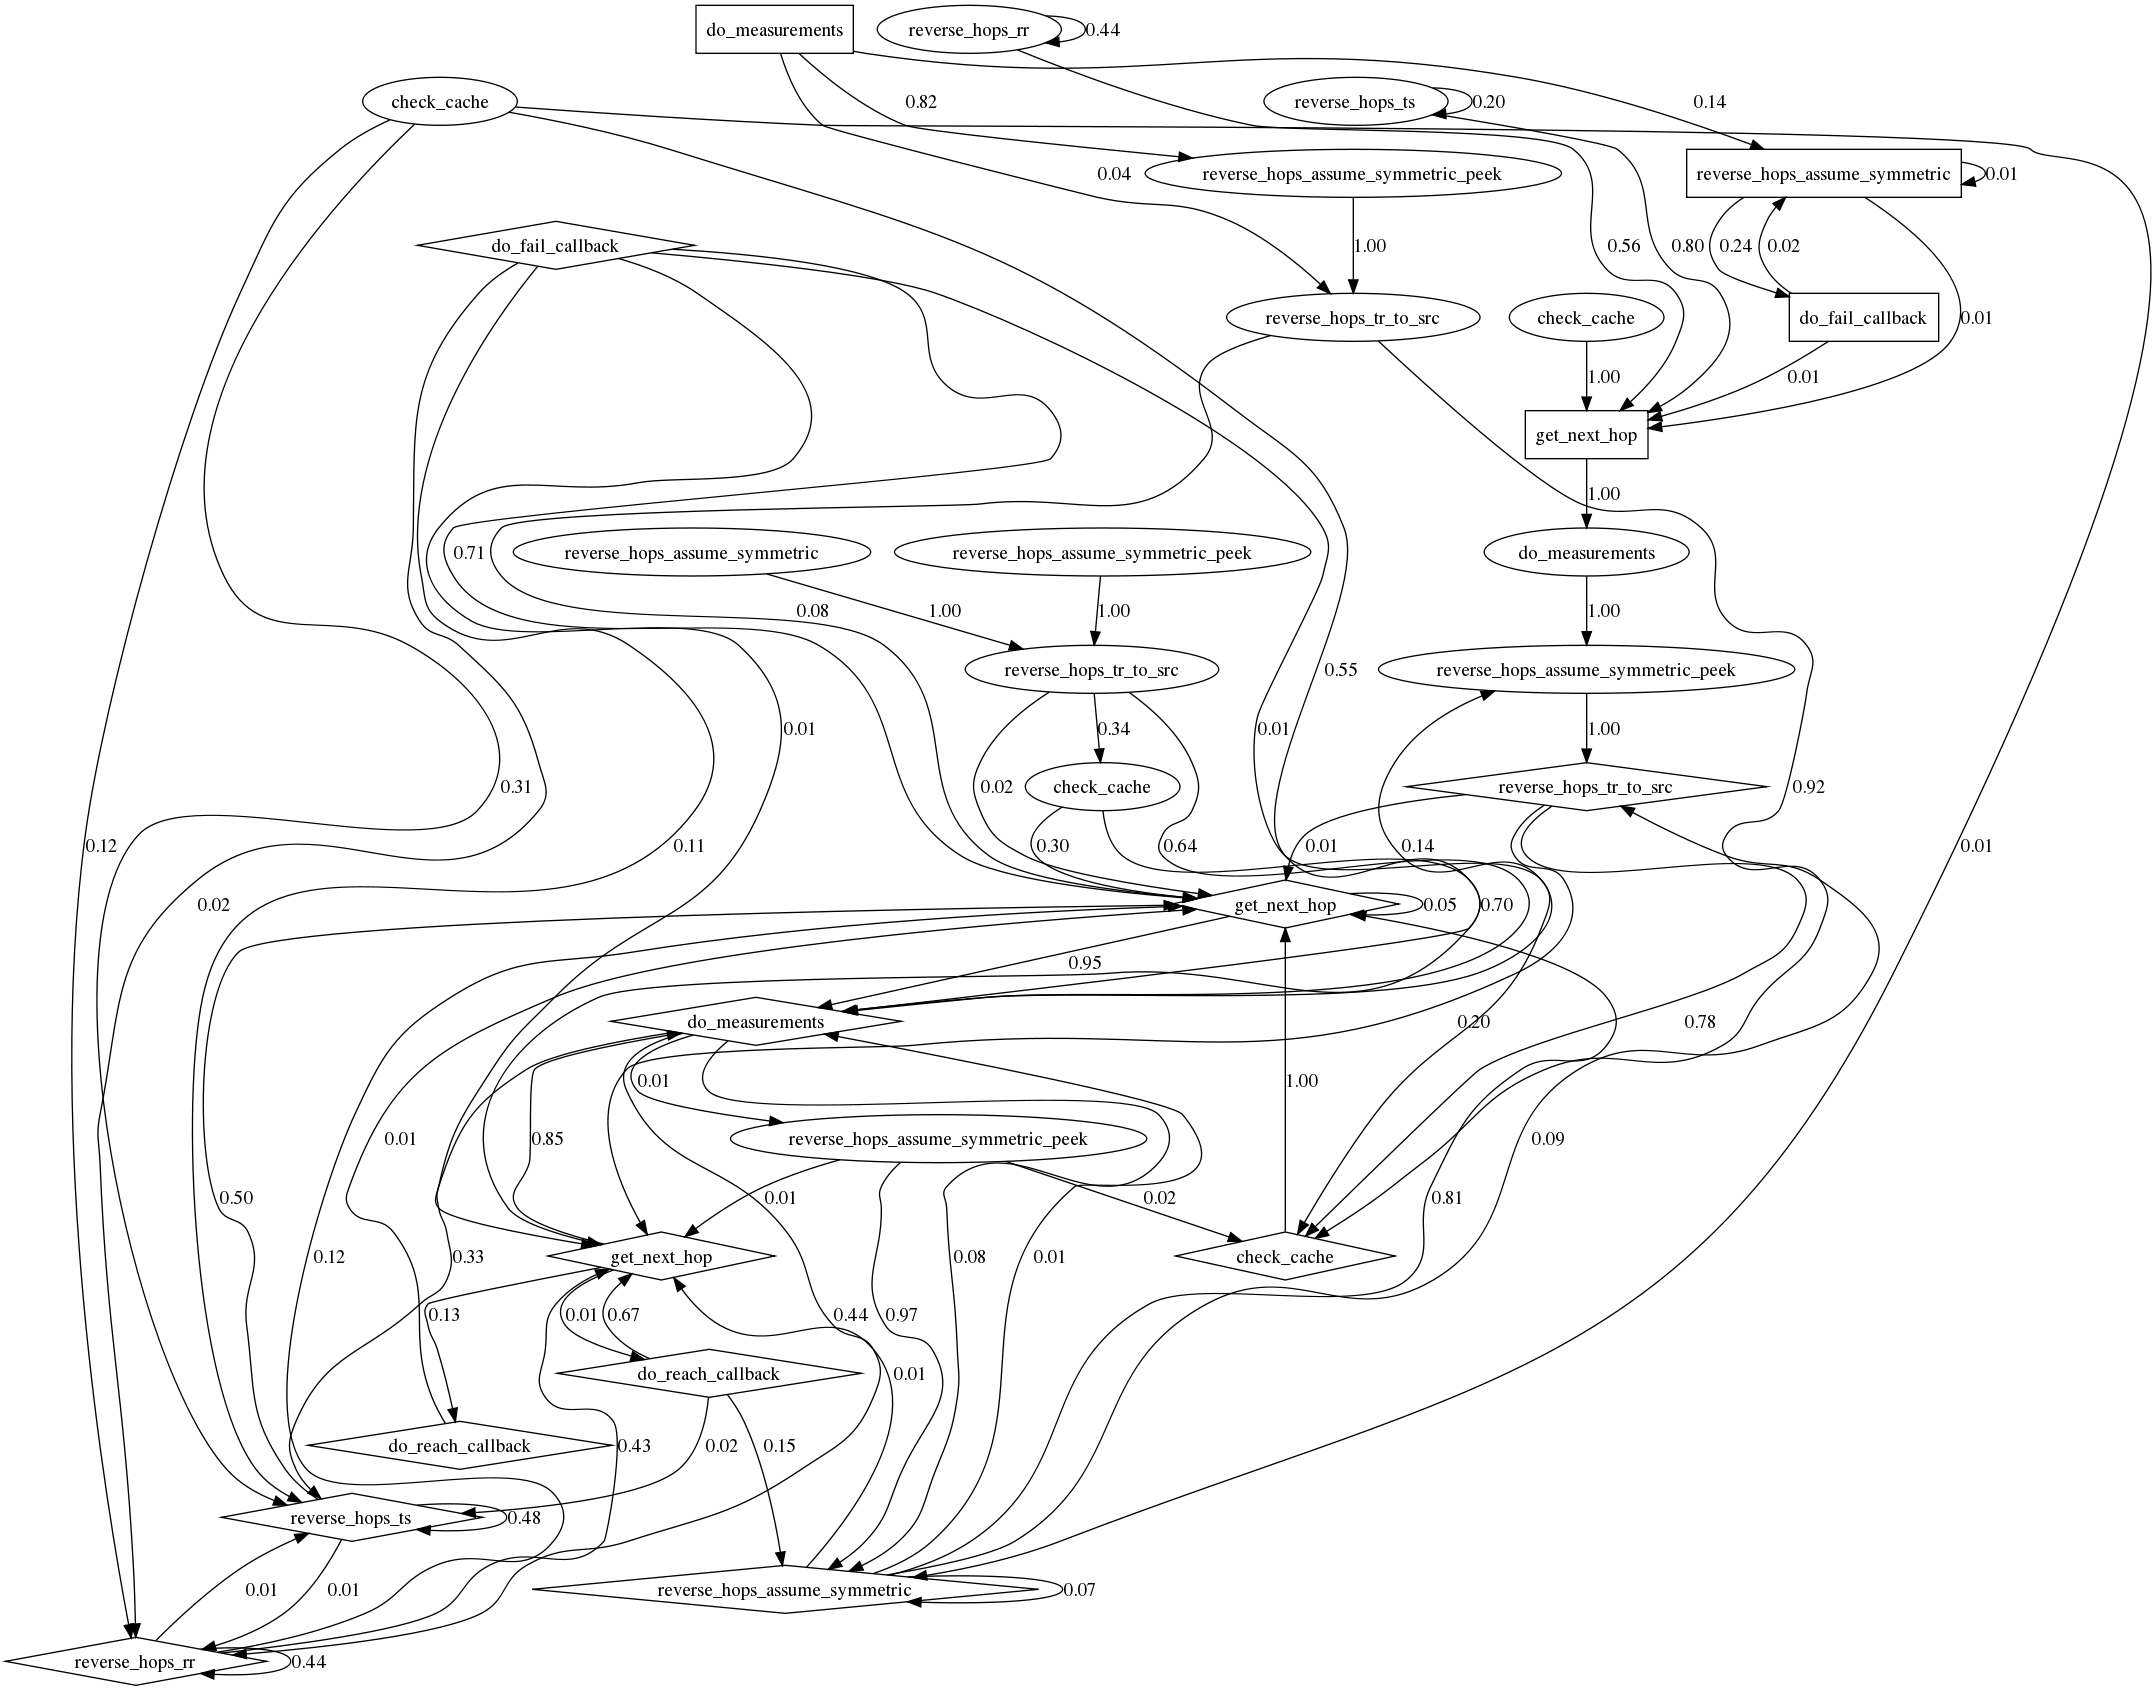 do_measurements
reverse_hops_rr
0.44
check_cache
0.82
reverse_hops_ts
0.20
0.14
0.04
reverse_hops_assume_symmetric_peek
reverse_hops_assume_symmetric
0.01
do_fail_callback
1.00
0.56
0.80
0.24
0.02
reverse_hops_tr_to_src
check_cache
do_fail_callback
0.01
1.00
0.01
get_next_hop
1.00
0.71
reverse_hops_assume_symmetric
reverse_hops_assume_symmetric_peek
do_measurements
0.08
1.00
1.00
1.00
reverse_hops_tr_to_src
0.55
reverse_hops_assume_symmetric_peek
0.01
0.34
0.01
1.00
0.31
0.02
check_cache
reverse_hops_tr_to_src
0.92
0.12
0.11
0.30
0.64
0.01
0.14
0.01
0.02
get_next_hop
0.05
0.70
0.95
do_measurements
0.20
0.78
0.01
1.00
0.01
0.85
reverse_hops_assume_symmetric_peek
0.09
0.50
0.01
0.02
0.81
0.12
0.33
get_next_hop
0.08
0.01
check_cache
0.13
0.01
0.67
0.44
0.97
do_reach_callback
0.01
do_reach_callback
0.43
0.02
0.15
reverse_hops_ts
0.48
0.01
0.01
reverse_hops_assume_symmetric
0.07
reverse_hops_rr
0.44